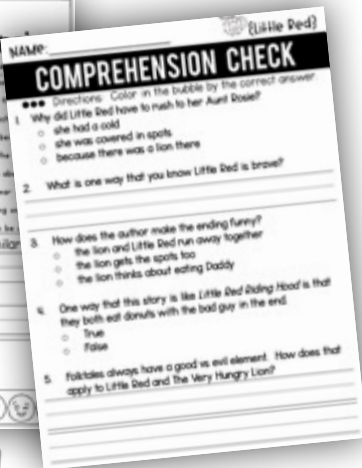 {Little Red}
Name:
COMPREHENSION CHECK
Directions: Color in the bubble by the correct answer.
1. Why did Little Red have to rush to her Aunt Rosie?
she had a cold
she was covered in spots
because there was a lion there
2. What is one way that you know Little Red is brave?
3. How does the author make the ending funny?
the lion and Little Red run away together
the lion gets the spots too
the lion thinks about eating Daddy
4. One way that this story is like Little Red Riding Hood is that
they both eat donuts with the bad guy in the end.
True
False
5. Folktales always have a good vs evil element. How does that
apply to Little Red and The Very Hungry Lion?